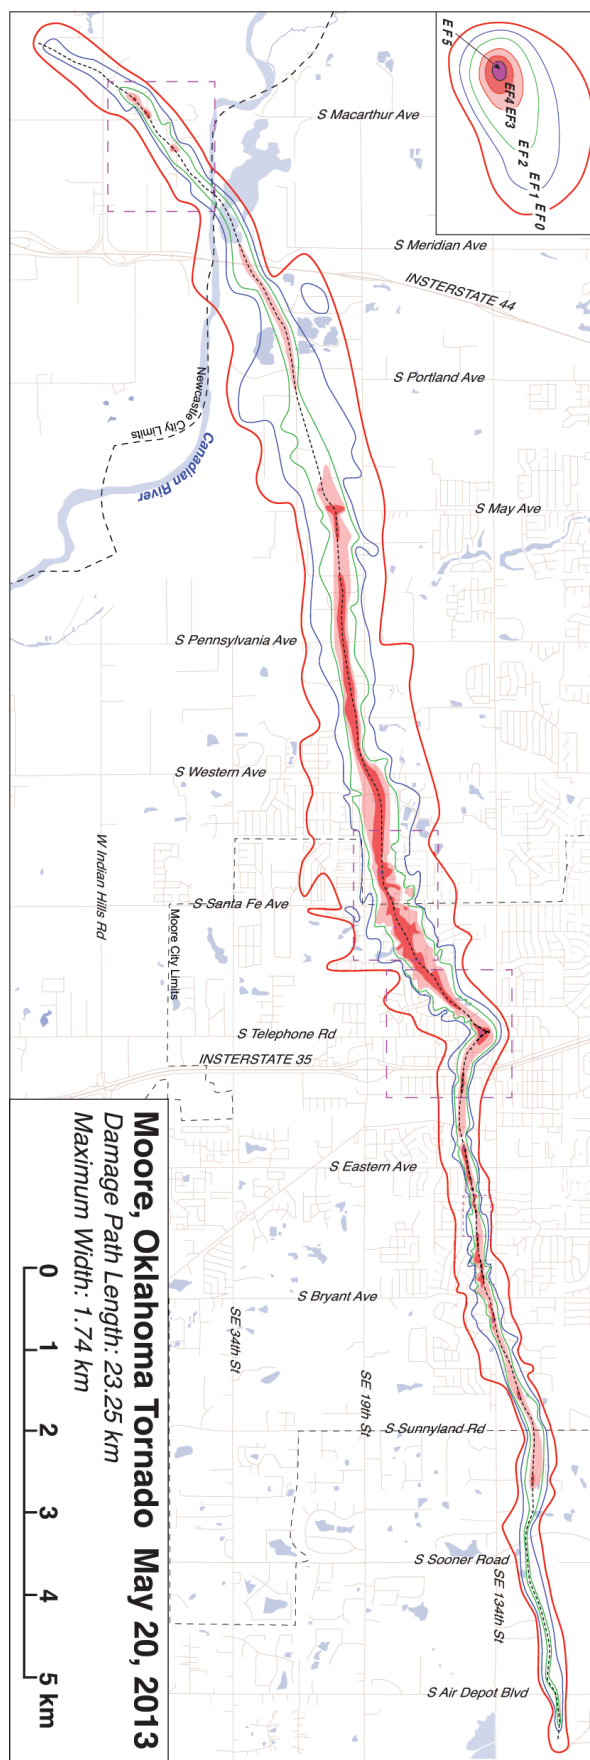 EF5
EF4
EF3
EF2
EF1
EF0
S Macarthur Ave
S Meridian Ave
INSTERSTATE 44
S Portland Ave
Newcastle City Limits
Canadian River
S May Ave
S Pennsylvania Ave
S Western Ave
W Indian Hills Rd
S Santa Fe Ave
Moore City Limits
S Telephone Rd
INSTERSTATE 35
S Eastern Ave
S Bryant Ave
SE 34th St
SE 19th St
S Sunnyland Rd
S Sooner Road
SE 134th St
S Air Depot Blvd
Moore, Oklahoma Tornado May 20, 2013
Damage Path Length: 23.25 km
Maximum Width: 1.74 km
0 1 2 3 4 5 km